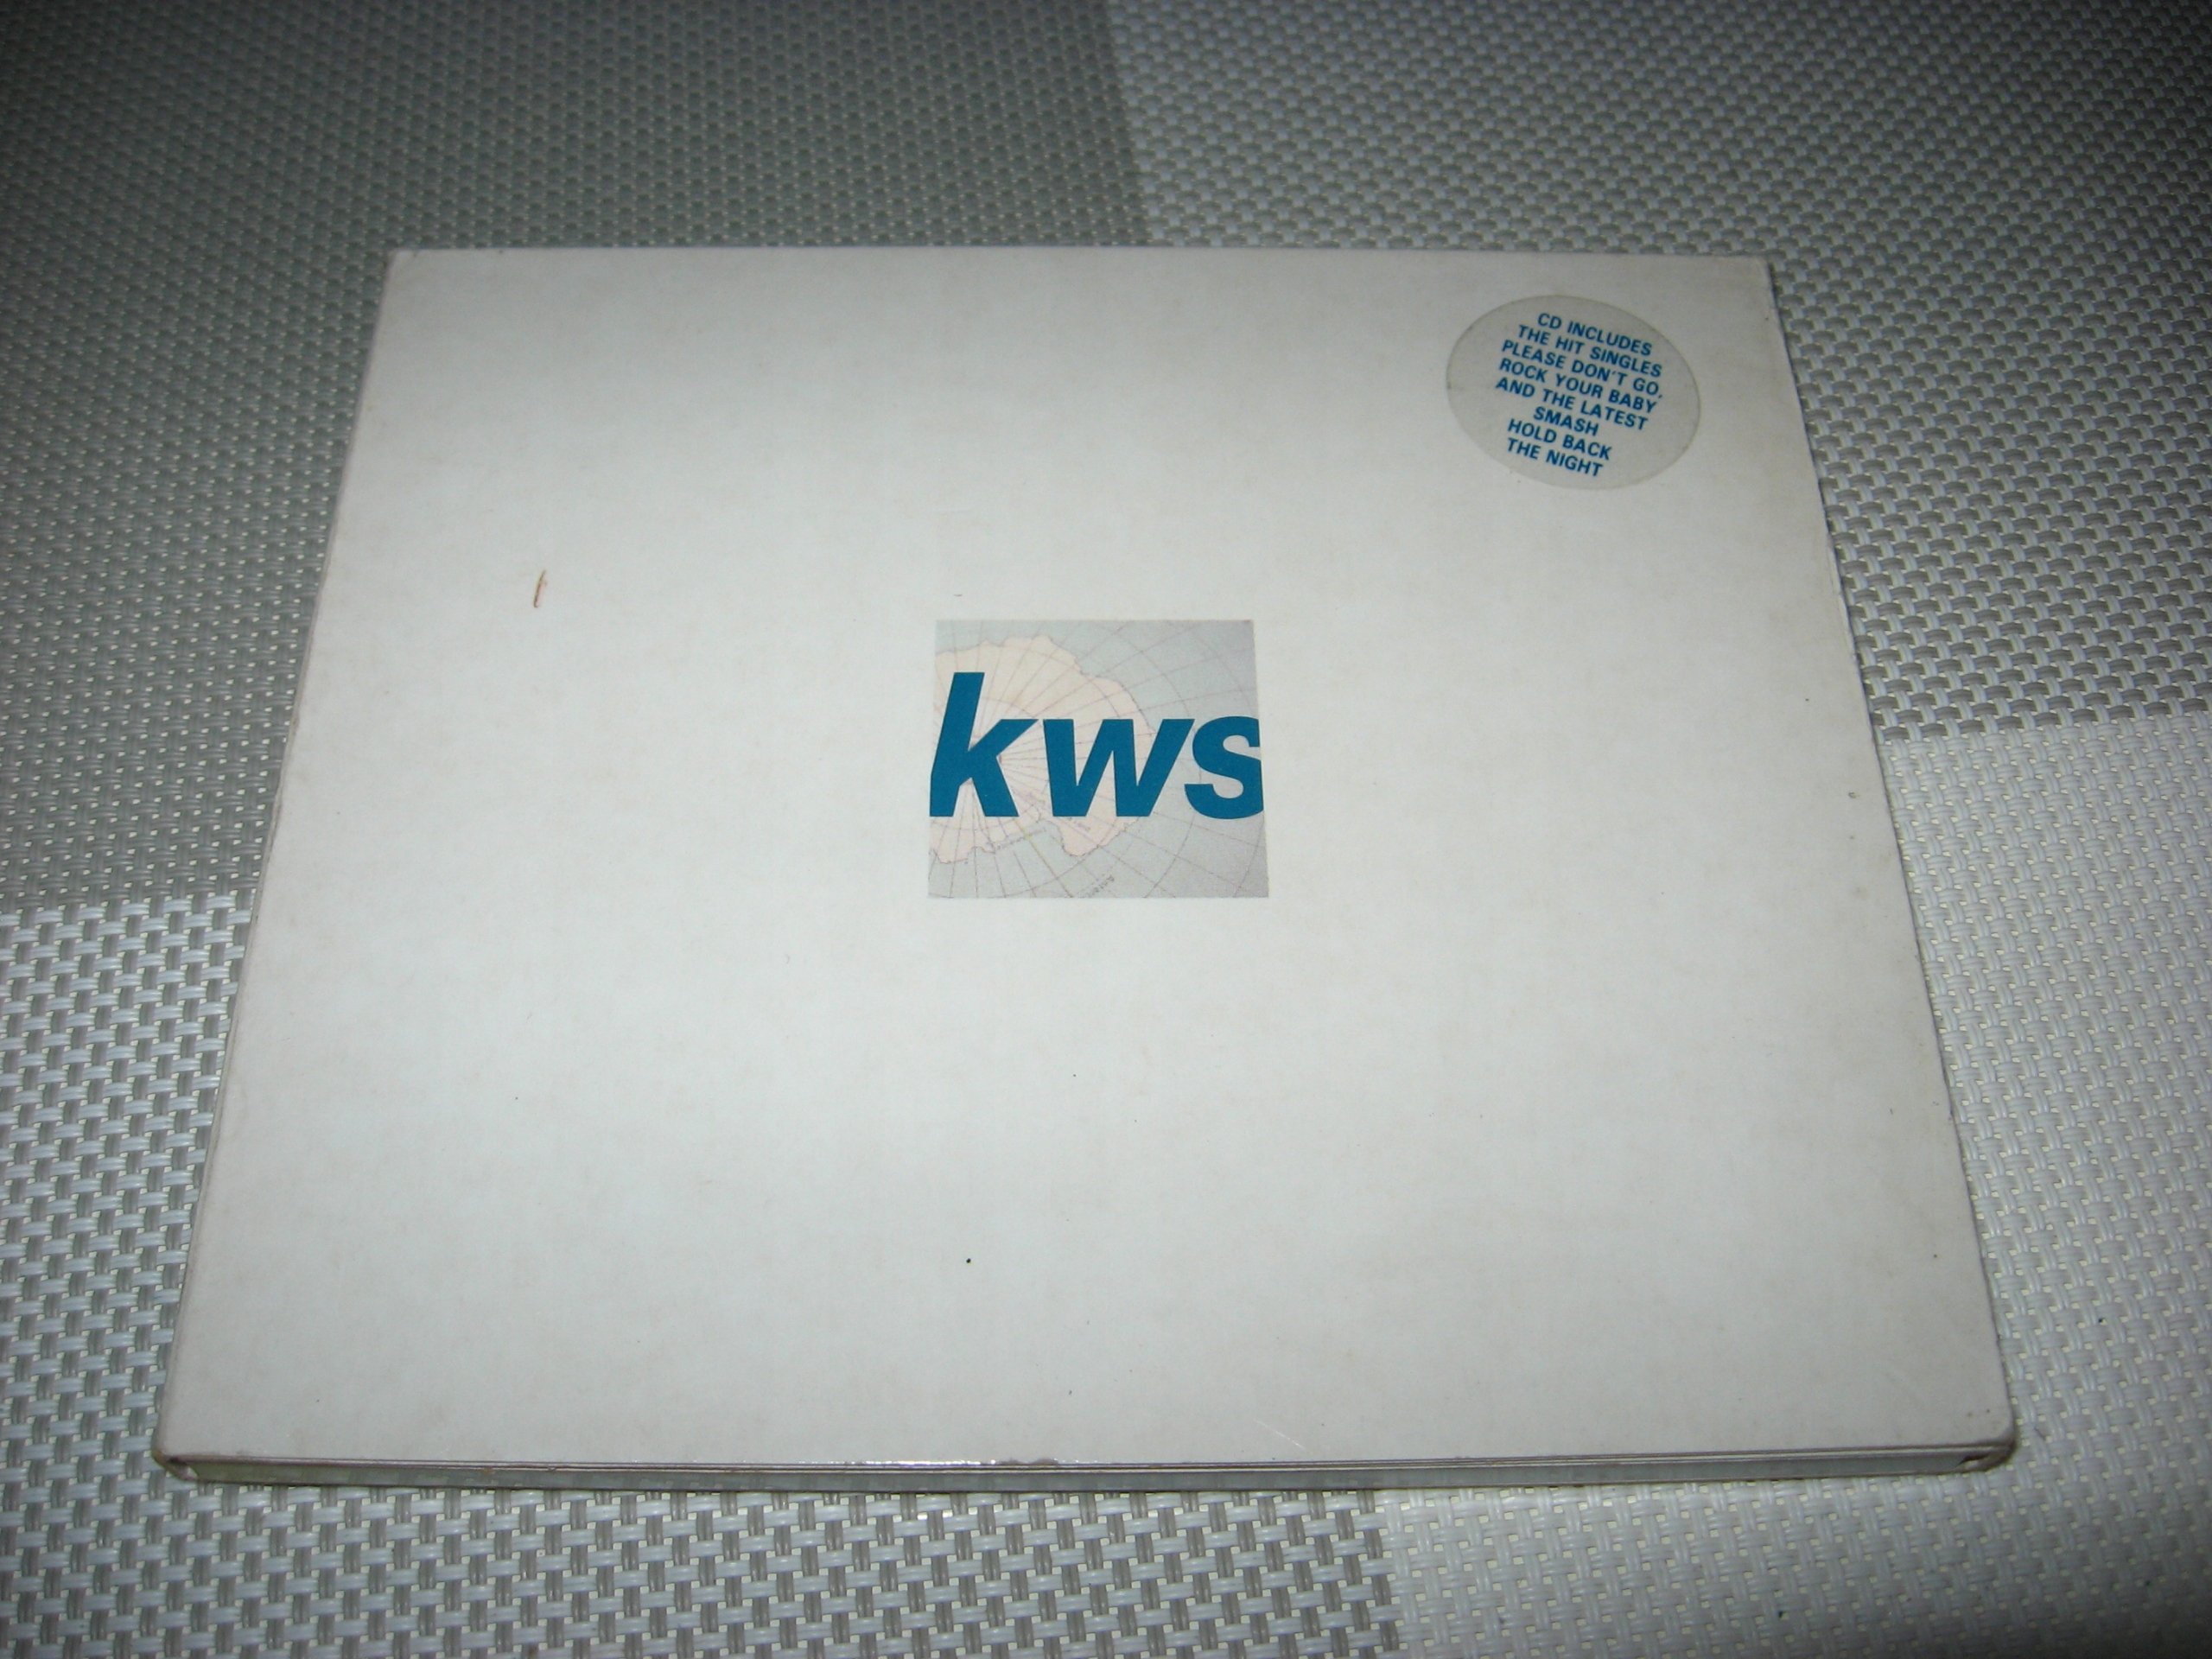 CD INCLUDES
THE HIT SINGLES
PLEASE DON'T GO,
ROCK YOUR BABY
AND THE LATEST
SMASH
HOLD BACK
THE NIGHT
kws